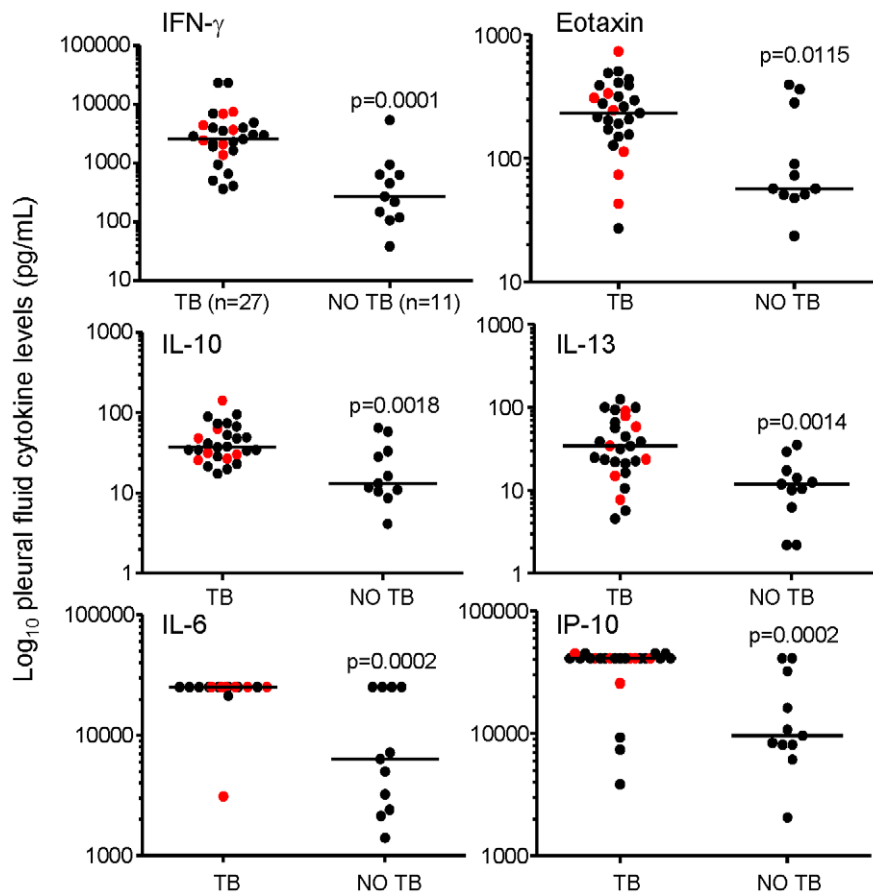 IFN-γ
100000
10000
1000
100
10
p=0.0001
TB (n=27)
NO TB (n=11)
Eotaxin
1000
100
10
p=0.0115
TB
NO TB
Log10 pleural fluid cytokine levels (pg/mL)
IL-10
1000
100
10
1
p=0.0018
TB
NO TB
IL-13
1000
100
10
1
p=0.0014
TB
NO TB
IL-6
100000
10000
1000
p=0.0002
TB
NO TB
IP-10
100000
10000
1000
p=0.0002
TB
NO TB